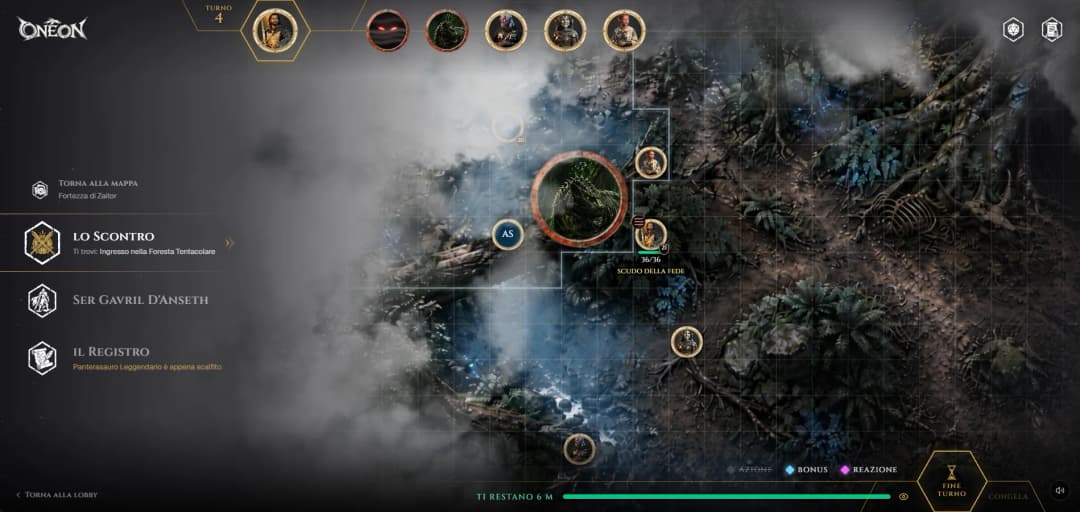 ONEON
TURNO
4
TORNA ALLA MAPPA
Fortezza di Zaitor
LO SCONTRO
Ti trovi: Ingresso nella Foresta Tentacolare
SER GAVRIL D'ANSETH
IL REGISTRO
Panterasauro Leggendario è appena scalfito
AS
36/36
SCUDO DELLA FEDE
AZIONE
BONUS
REAZIONE
TI RESTANO 6 M
FINE
TURNO
CONGELA
TORNA ALLA LOBBY